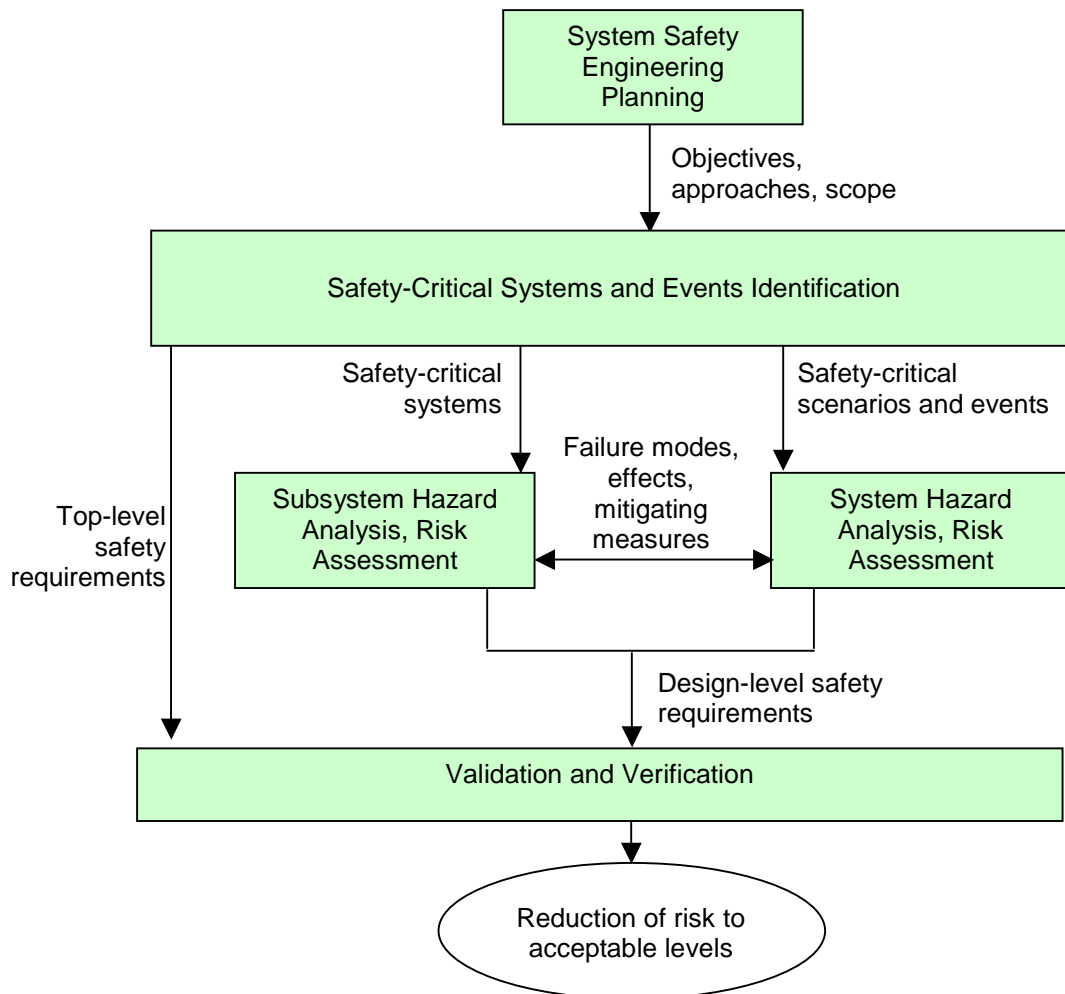 System Safety
Engineering
Planning
Objectives,
approaches, scope
Safety-Critical Systems and Events Identification
Safety-critical
systems
Safety-critical
scenarios and events
Failure modes,
effects,
mitigating
measures
Subsystem Hazard
Analysis, Risk
Assessment
System Hazard
Analysis, Risk
Assessment
Top-level
safety
requirements
Design-level safety
requirements
Validation and Verification
Reduction of risk to
acceptable levels